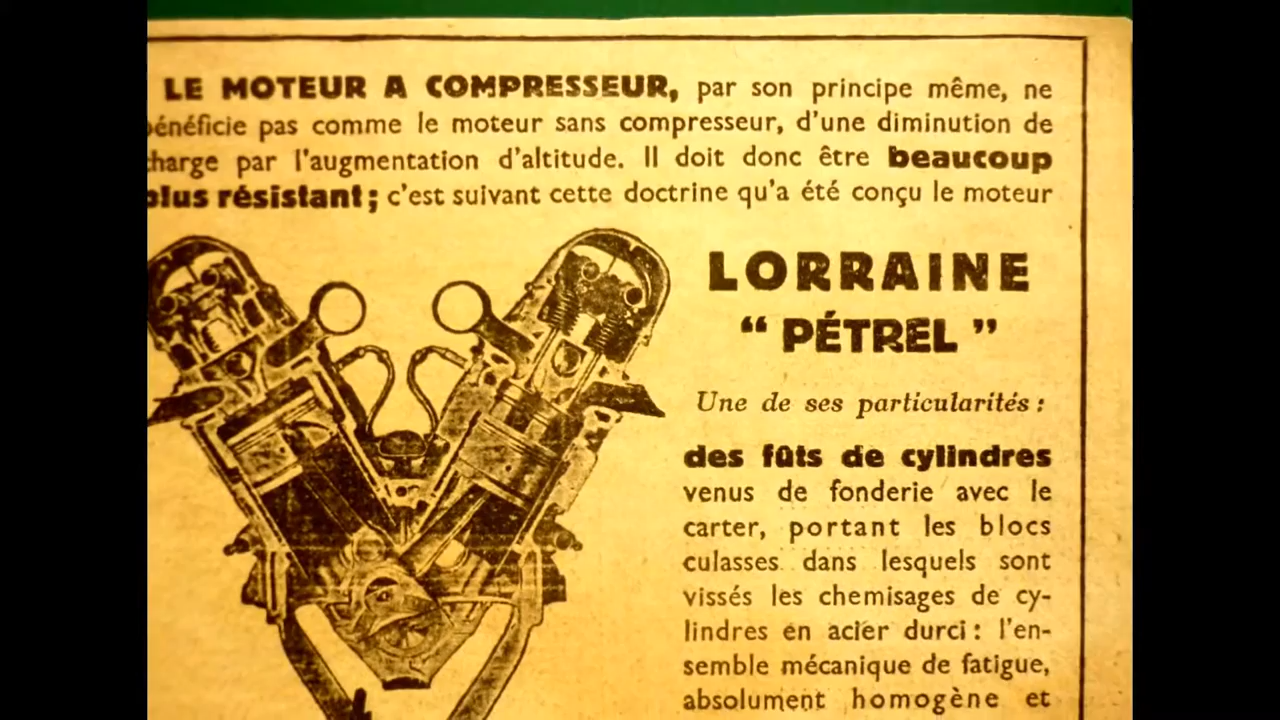 LE MOTEUR A COMPRESSEUR, par son principe même, ne
bénéficie pas comme le moteur sans compresseur, d'une diminution de
charge par l'augmentation d'altitude. Il doit donc être beaucoup
plus résistant ; c'est suivant cette doctrine qu'a été conçu le moteur
LORRAINE
“ PÉTREL ”
Une de ses particularités :
des fûts de cylindres
venus de fonderie avec le
carter, portant les blocs
culasses dans lesquels sont
vissés les chemisages de cy-
lindres en acier durci : l'en-
semble mécanique de fatigue,
absolument homogène et